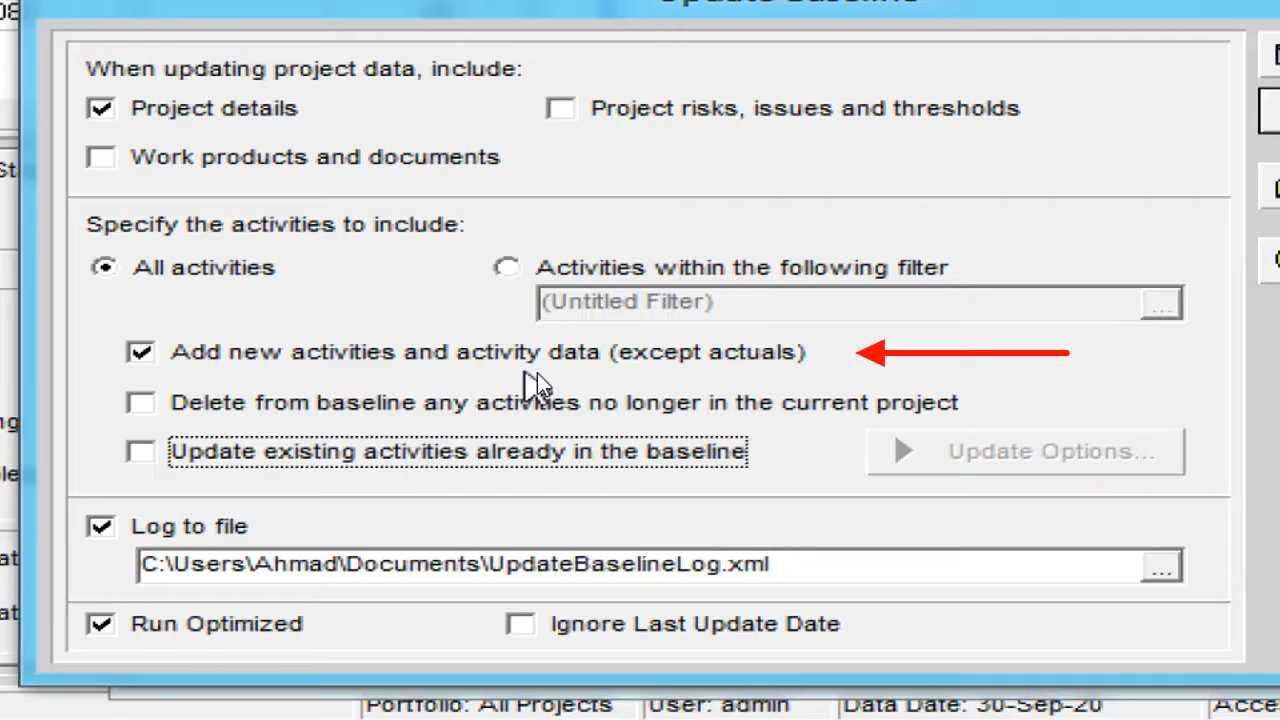 Update Baseline
When updating project data, include:
Project details
Project risks, issues and thresholds
Work products and documents
Specify the activities to include:
All activities
Activities within the following filter
(Untitled Filter)
...
Add new activities and activity data (except actuals)
Delete from baseline any activities no longer in the current project
Update existing activities already in the baseline
Update Options...
Log to file
C:\Users\Ahmad\Documents\UpdateBaselineLog.xml
...
Run Optimized
Ignore Last Update Date
Portfolio: All Projects
User: admin
Data Date: 30-Sep-20